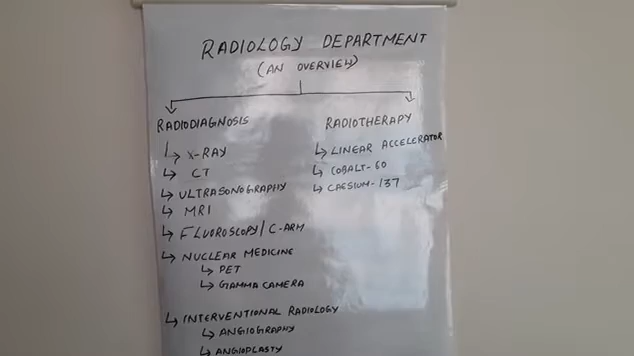 RADIOLOGY DEPARTMENT
(AN OVERVIEW)
RADIODIAGNOSIS
X-RAY
CT
ULTRASONOGRAPHY
MRI
FLUOROSCOPY/C-ARM
NUCLEAR MEDICINE
PET
GAMMA CAMERA
INTERVENTIONAL RADIOLOGY
ANGIOGRAPHY
ANGIOPLASTY
RADIOTHERAPY
LINEAR ACCELERATOR
COBALT-60
CAESIUM-137